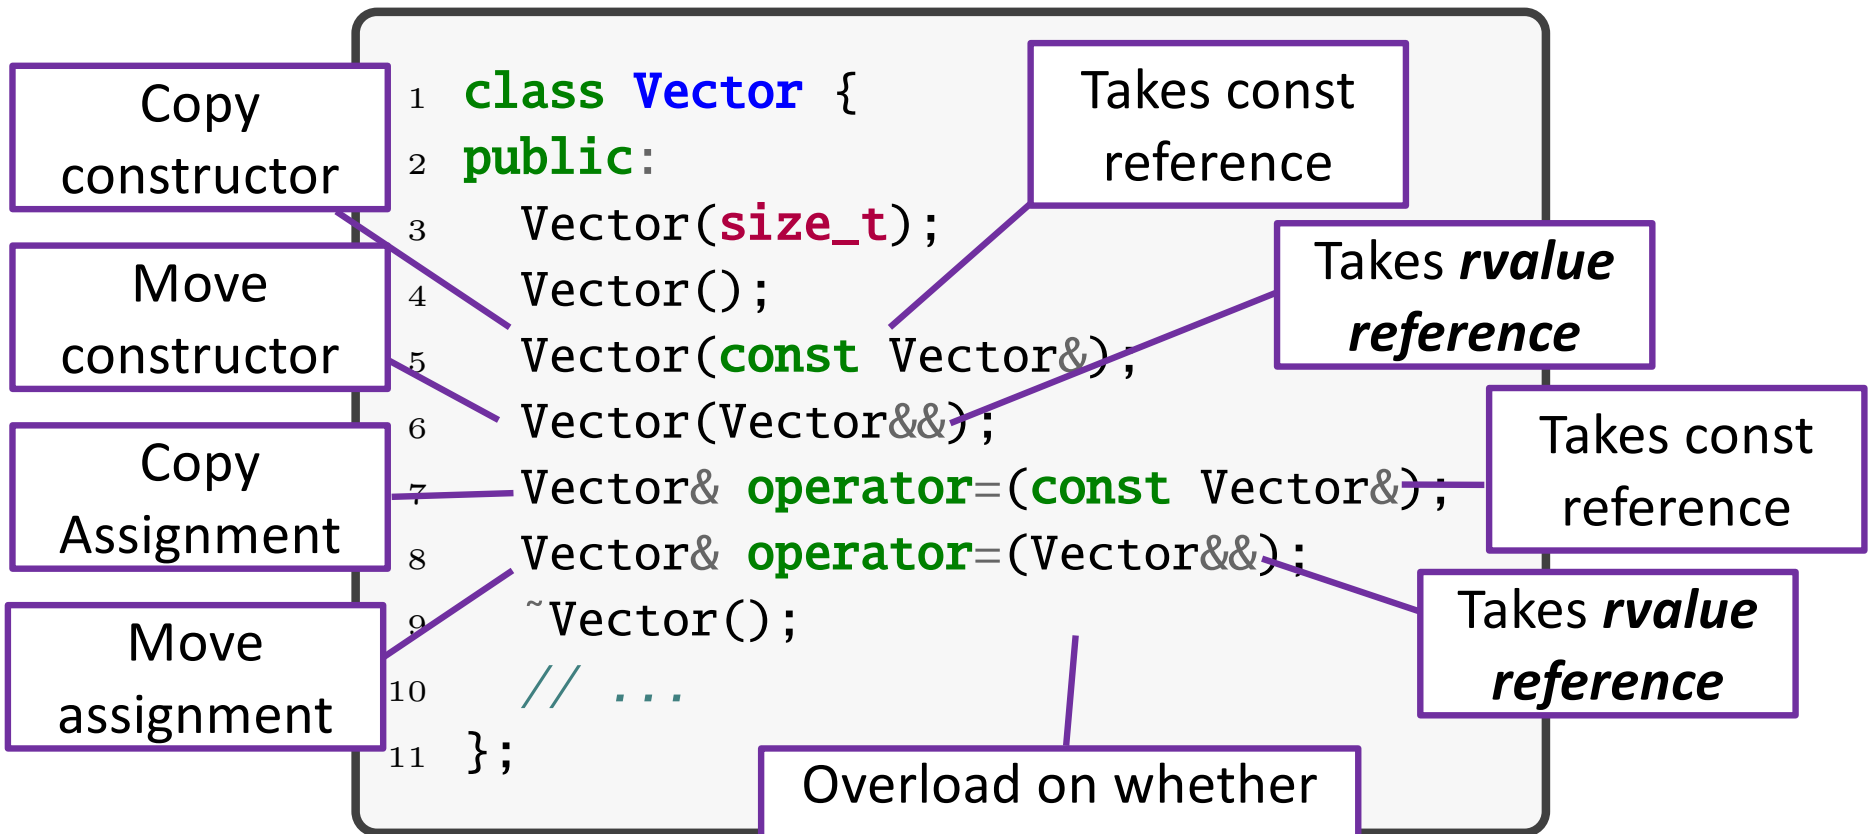 Copy
constructor
Move
constructor
Copy
Assignment
Move
assignment
1 class Vector {
2 public:
3 Vector(size_t);
4 Vector();
5 Vector(const Vector&);
6 Vector(Vector&&);
7 Vector& operator=(const Vector&);
8 Vector& operator=(Vector&&);
9 ~Vector();
10 // ...
11 };
Takes const
reference
Takes rvalue
reference
Takes const
reference
Takes rvalue
reference
Overload on whether